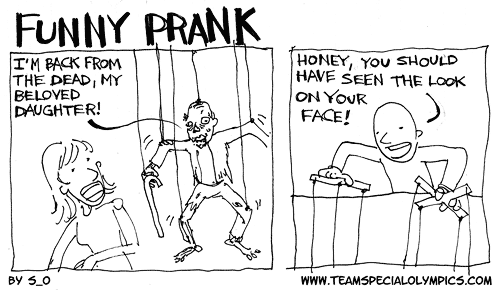 FUNNY PRANK
I'M BACK FROM
THE DEAD, MY
BELOVED
DAUGHTER!
HONEY, YOU SHOULD
HAVE SEEN THE LOOK
ON YOUR
FACE!
BY S_O
WWW.TEAMSPECIALOLYMPICS.COM